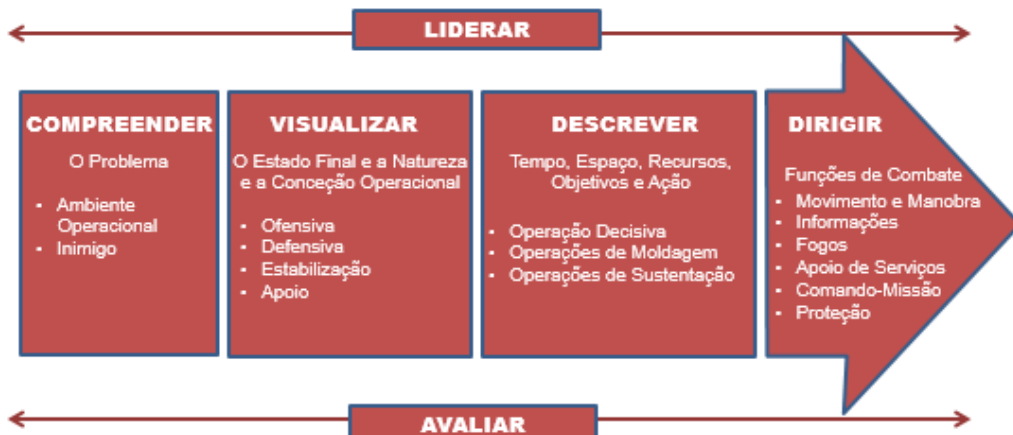 LIDERAR
COMPREENDER
O Problema
▪ Ambiente
Operacional
▪ Inimigo
VISUALIZAR
O Estado Final e a Natureza
e a Conceção Operacional
▪ Ofensiva
▪ Defensiva
▪ Estabilização
▪ Apoio
DESCREVER
Tempo, Espaço, Recursos,
Objetivos e Ação
▪ Operação Decisiva
▪ Operações de Moldagem
▪ Operações de Sustentação
DIRIGIR
Funções de Combate
▪ Movimento e Manobra
▪ Informações
▪ Fogos
▪ Apoio de Serviços
▪ Comando-Missão
▪ Proteção
AVALIAR